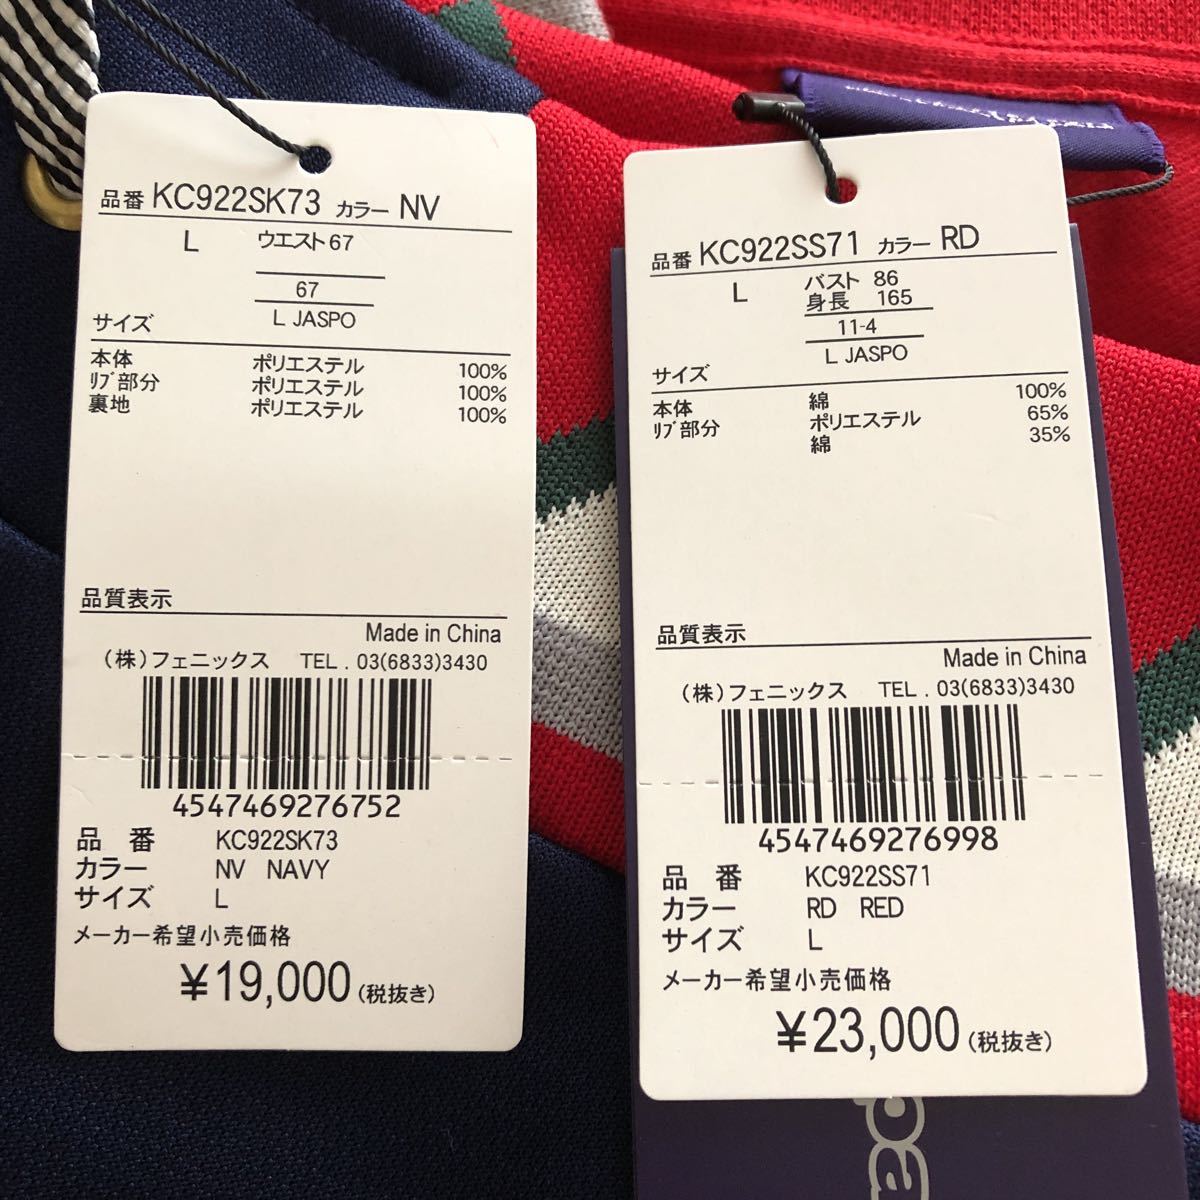 品番 KC922SK73 カラー NV
L ウエスト67
67
サイズ L JASPO
本体 ポリエステル 100%
ﾘﾌﾞ部分 ポリエステル 100%
裏地 ポリエステル 100%
品質表示
Made in China
(株)フェニックス TEL. 03(6833)3430
4547469276752
品 番 KC922SK73
カラー NV NAVY
サイズ L
メーカー希望小売価格
¥19,000(税抜き)
品番 KC922SS71 カラー RD
L バスト 86
身長 165
11-4
L JASPO
サイズ
本体 綿 100%
ﾘﾌﾞ部分 ポリエステル 65%
綿 35%
品質表示
Made in China
(株)フェニックス TEL. 03(6833)3430
4547469276998
品 番 KC922SS71
カラー RD RED
サイズ L
メーカー希望小売価格
¥23,000(税抜き)
pa